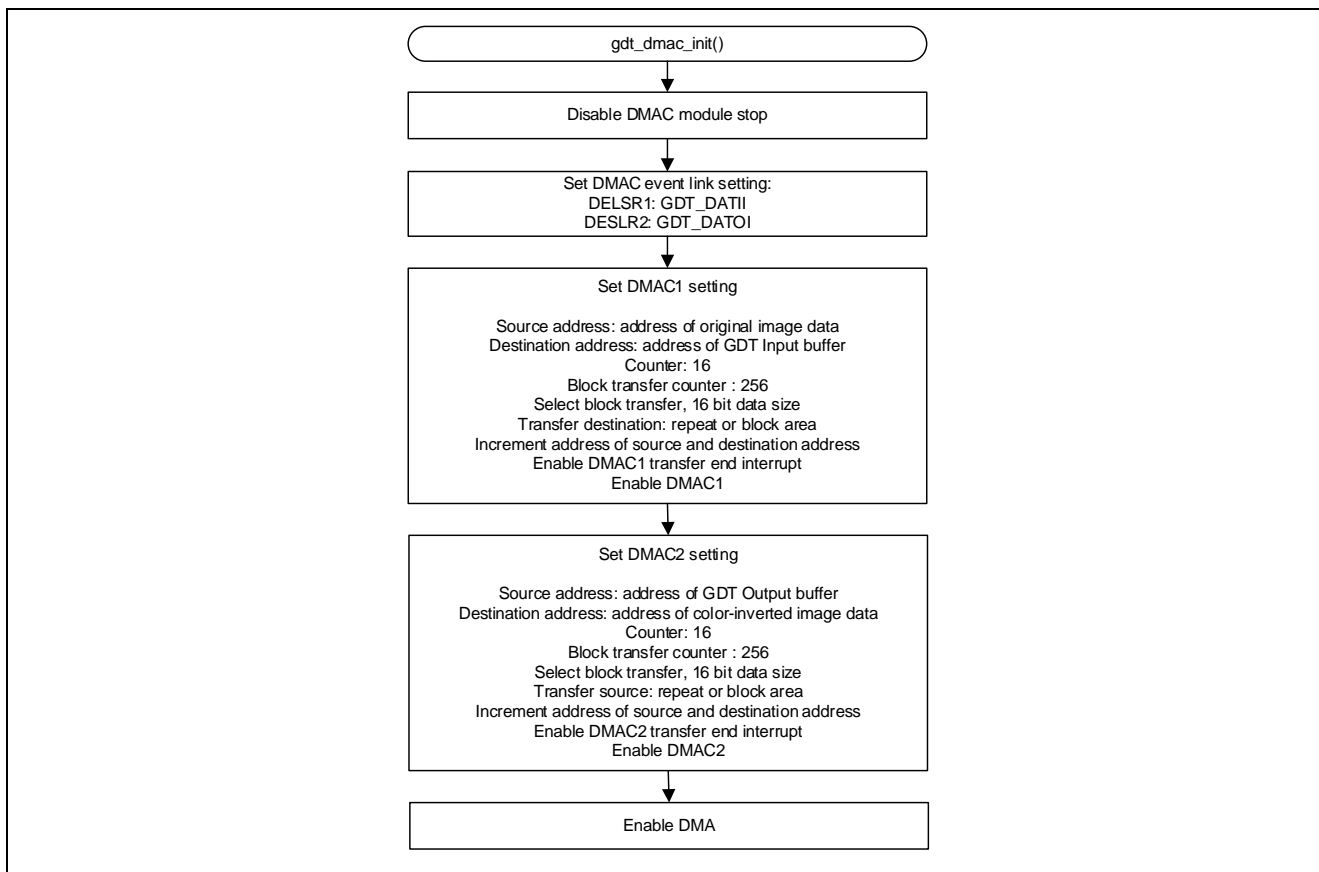 gdt_dmac_init()
Disable DMAC module stop
Set DMAC event link setting:
DELSR1: GDT_DATII
DESLR2: GDT_DATOI
Set DMAC1 setting
Source address: address of original image data
Destination address: address of GDT Input buffer
Counter: 16
Block transfer counter : 256
Select block transfer, 16 bit data size
Transfer destination: repeat or block area
Increment address of source and destination address
Enable DMAC1 transfer end interrupt
Enable DMAC1
Set DMAC2 setting
Source address: address of GDT Output buffer
Destination address: address of color-inverted image data
Counter: 16
Block transfer counter : 256
Select block transfer, 16 bit data size
Transfer source: repeat or block area
Increment address of source and destination address
Enable DMAC2 transfer end interrupt
Enable DMAC2
Enable DMA